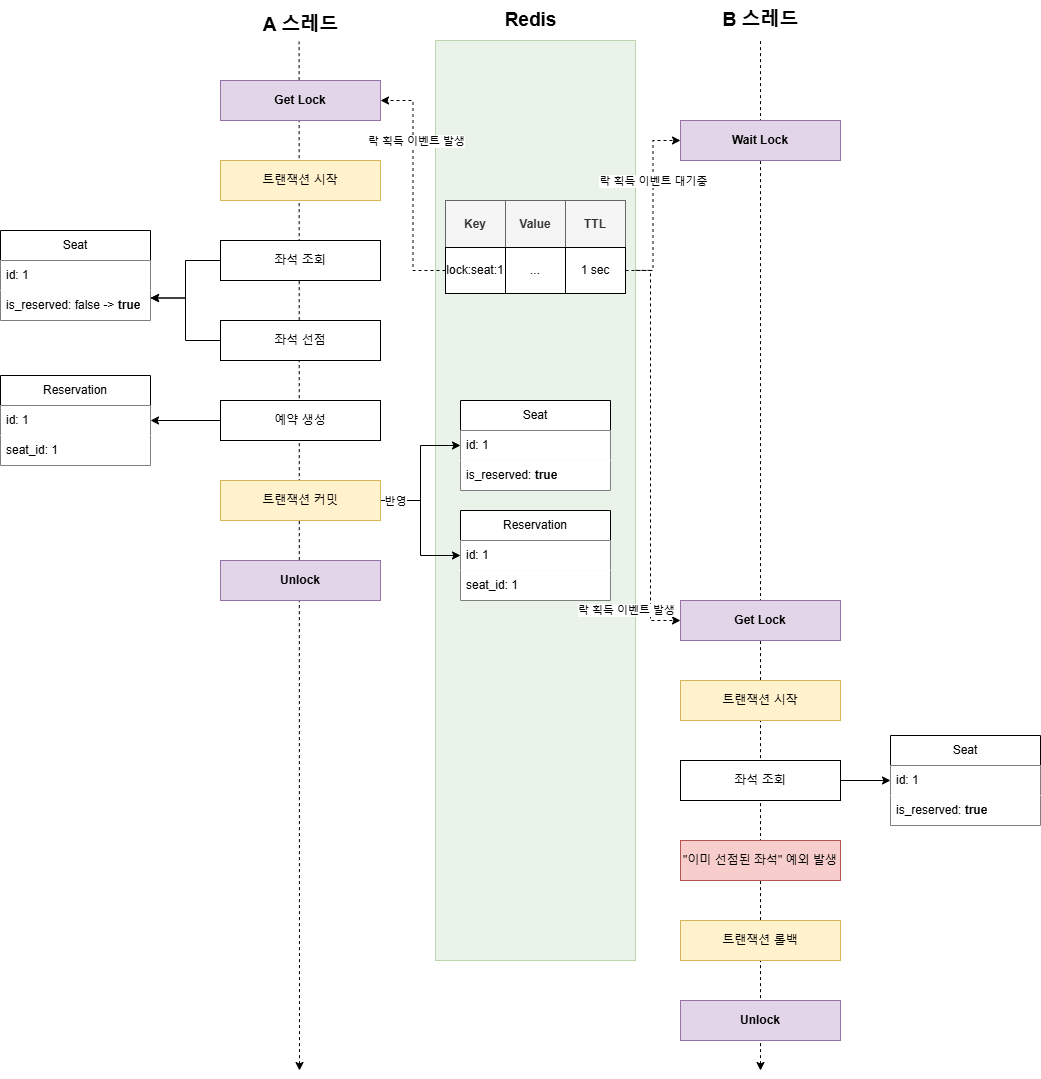 A 스레드
Redis
B 스레드
Get Lock
락 획득 이벤트 발생
Wait Lock
락 획득 이벤트 대기중
트랜잭션 시작
Key Value TTL
lock:seat:1 ... 1 sec
Seat
id: 1
is_reserved: false -> true
좌석 조회
좌석 선점
Reservation
id: 1
seat_id: 1
예약 생성
Seat
id: 1
is_reserved: true
트랜잭션 커밋
반영
Reservation
id: 1
seat_id: 1
Unlock
락 획득 이벤트 발생
Get Lock
트랜잭션 시작
좌석 조회
Seat
id: 1
is_reserved: true
"이미 선점된 좌석" 예외 발생
트랜잭션 롤백
Unlock